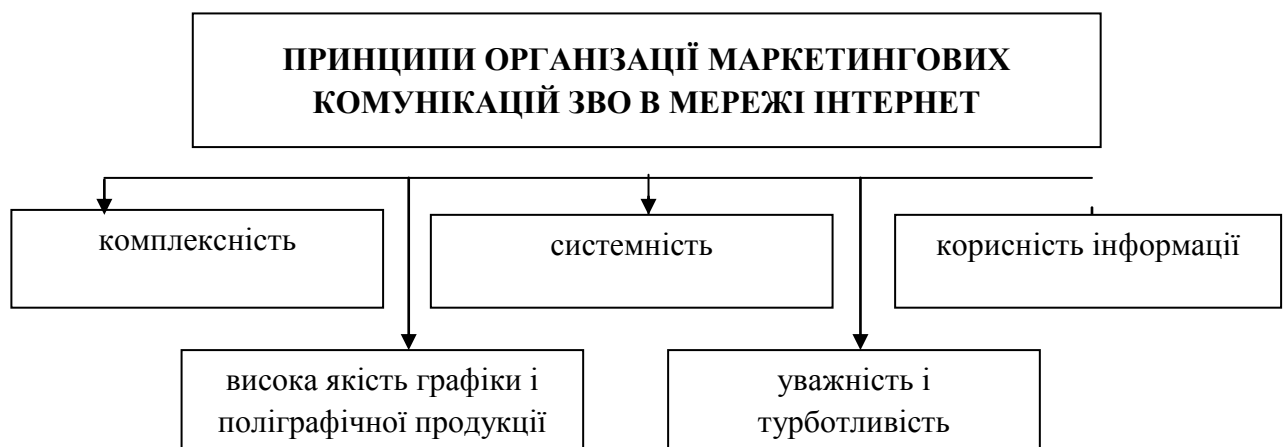 ПРИНЦИПИ ОРГАНІЗАЦІЇ МАРКЕТИНГОВИХ
КОМУНІКАЦІЙ ЗВО В МЕРЕЖІ ІНТЕРНЕТ
комплексність
системність
корисність інформації
висока якість графіки і
поліграфічної продукції
уважність і
турботливість